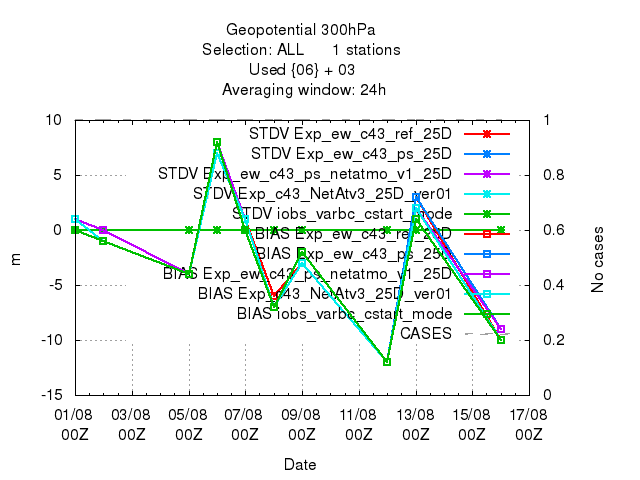 Geopotential 300hPa
Selection: ALL 1 stations
Used {06} + 03
Averaging window: 24h
10
5
0
-5
-10
-15
m
1
0.8
0.6
0.4
0.2
0
No cases
STDV Exp_ew_c43_ref_25D
STDV Exp_ew_c43_ps_25D
STDV Exp_ew_c43_ps_netatmo_v1_25D
STDV Exp_c43_NetAtv3_25D_ver01
STDV iobs_varbc_cstart_mode
BIAS Exp_ew_c43_ref_25D
BIAS Exp_ew_c43_ps_25D
BIAS Exp_ew_c43_ps_netatmo_v1_25D
BIAS Exp_c43_NetAtv3_25D_ver01
BIAS iobs_varbc_cstart_mode
CASES
01/08 03/08 05/08 07/08 09/08 11/08 13/08 15/08 17/08
00Z 00Z 00Z 00Z 00Z 00Z 00Z 00Z 00Z
Date